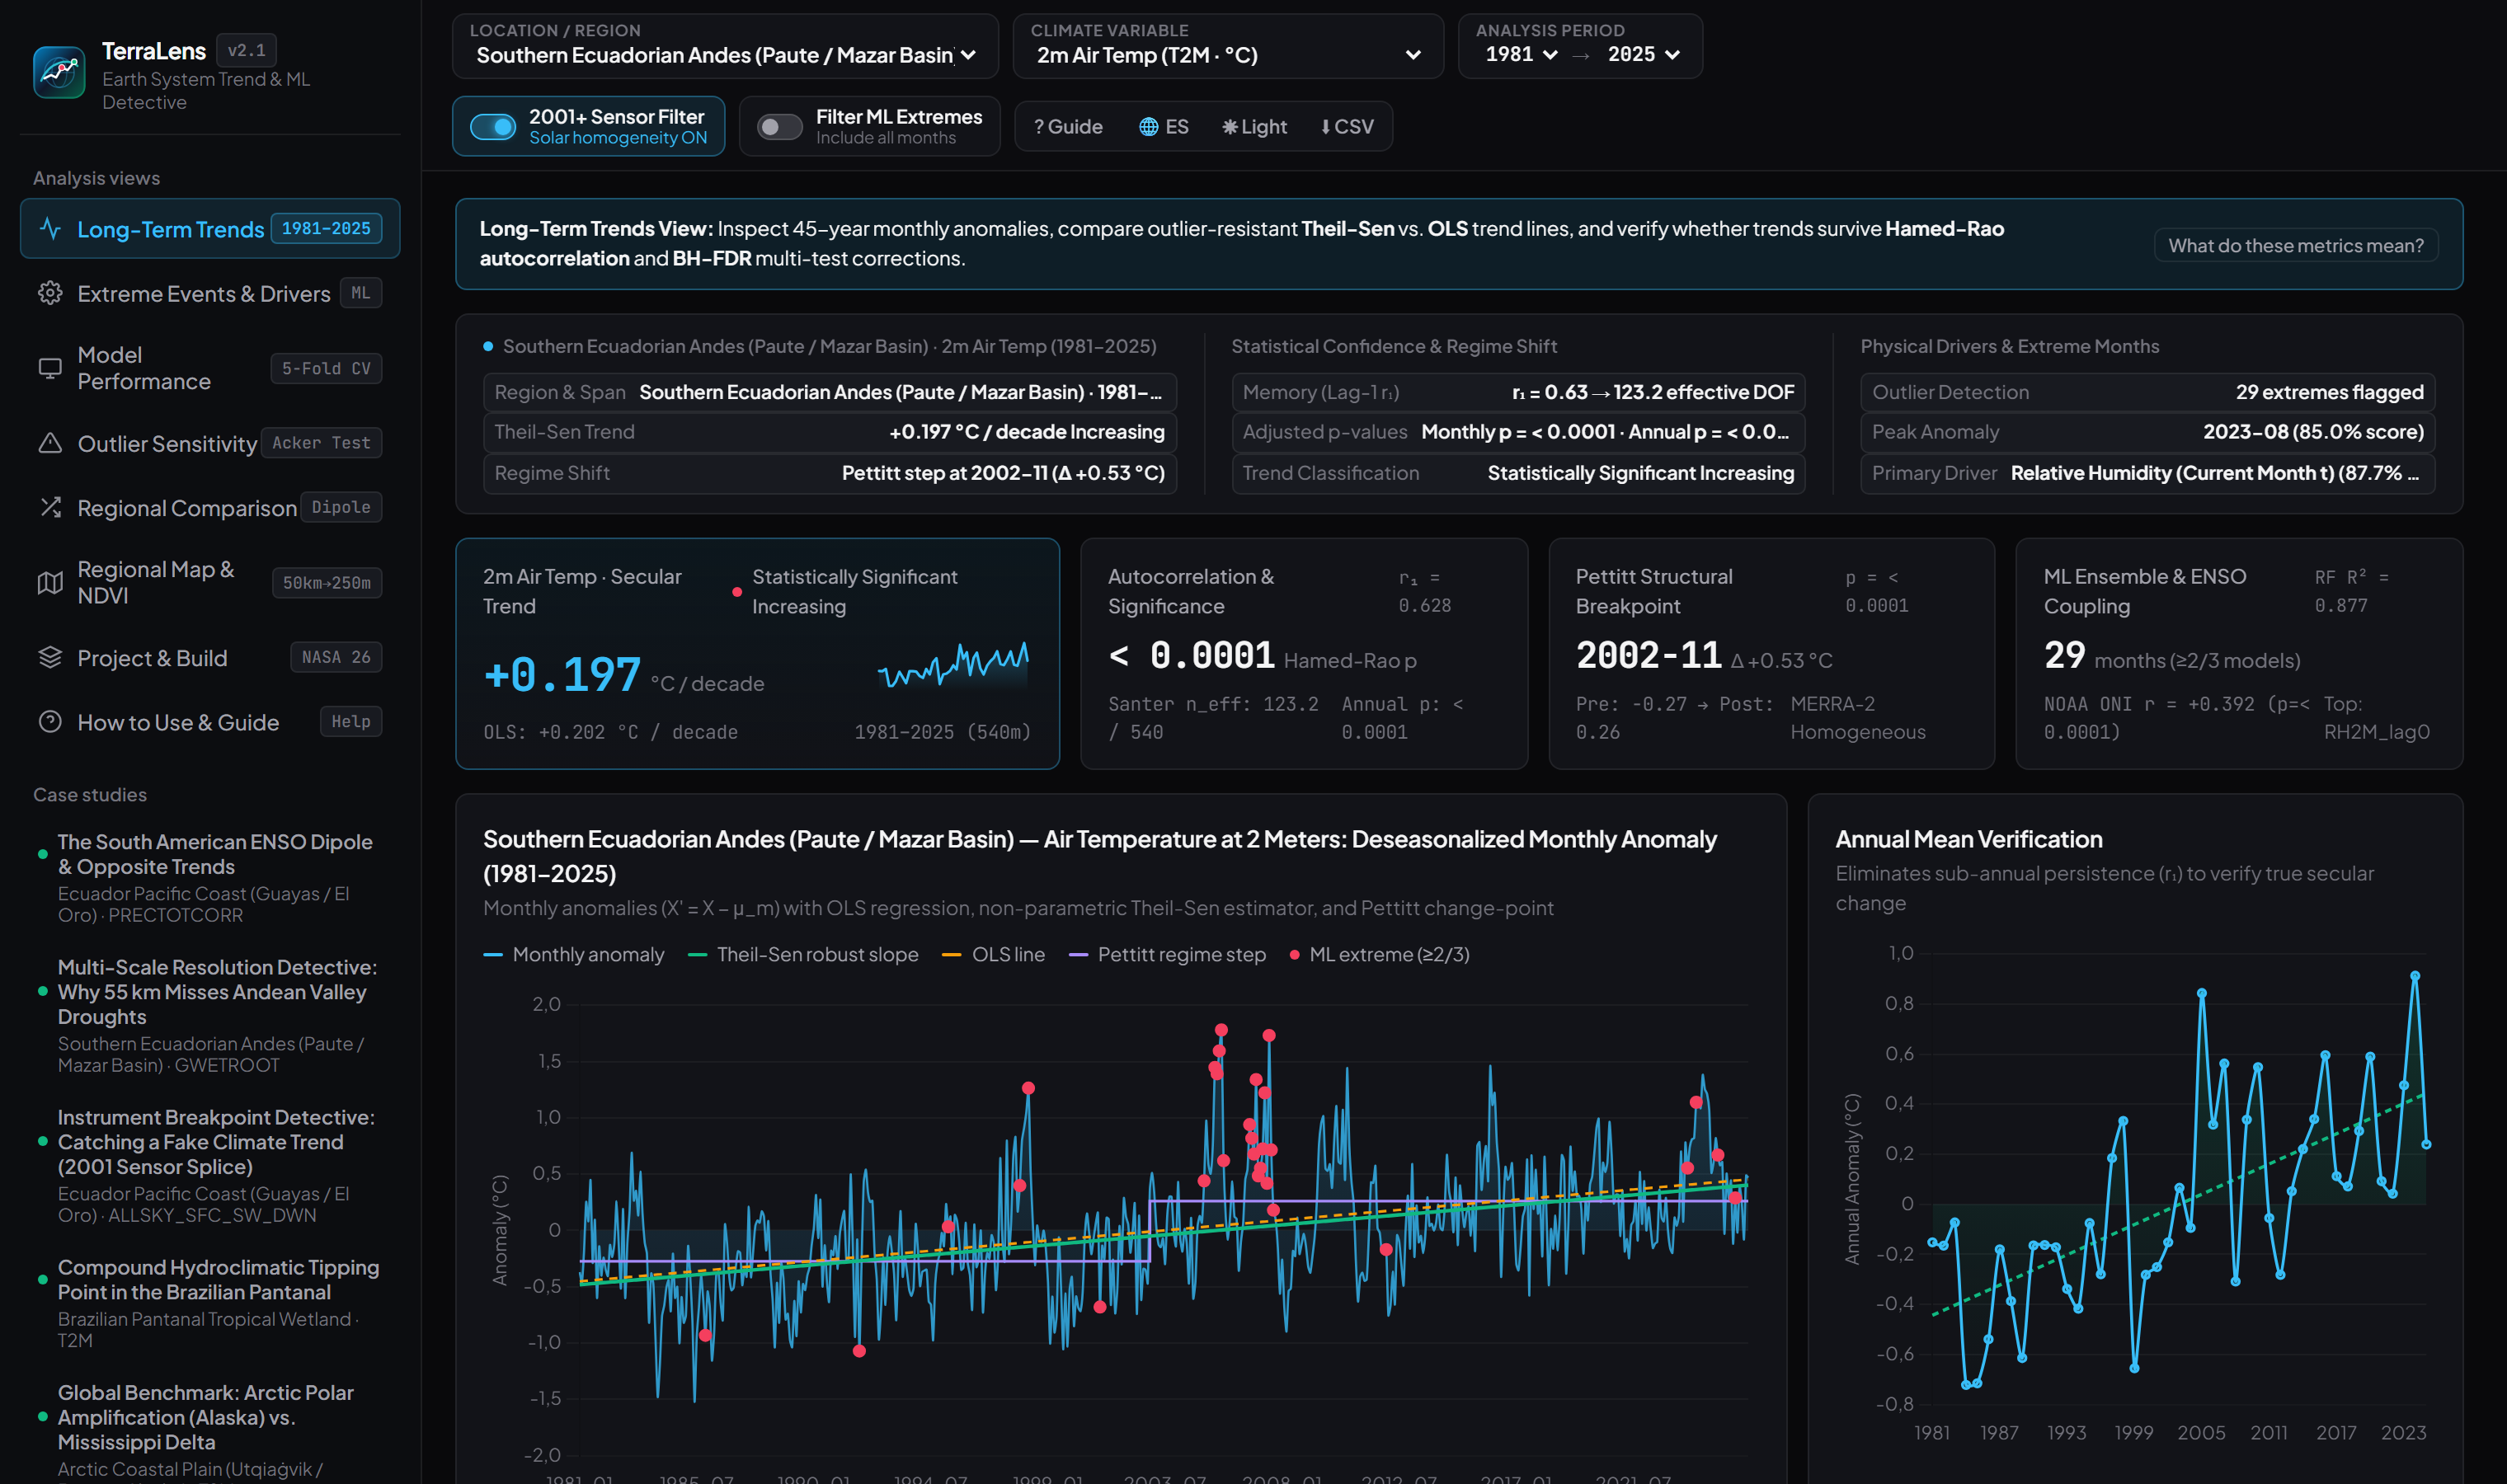 TerraLens v2.1
Earth System Trend & ML
Detective
Analysis views
Long-Term Trends 1981–2025
Extreme Events & Drivers ML
Model
Performance
5-Fold CV
Outlier Sensitivity Acker Test
Regional Comparison Dipole
Regional Map &
NDVI
50km→250m
Project & Build NASA 26
How to Use & Guide Help
Case studies
The South American ENSO Dipole
& Opposite Trends
Ecuador Pacific Coast (Guayas / El
Oro) · PRECTOTCORR
Multi-Scale Resolution Detective:
Why 55 km Misses Andean Valley
Droughts
Southern Ecuadorian Andes (Paute /
Mazar Basin) · GWETROOT
Instrument Breakpoint Detective:
Catching a Fake Climate Trend
(2001 Sensor Splice)
Ecuador Pacific Coast (Guayas / El
Oro) · ALLSKY_SFC_SW_DWN
Compound Hydroclimatic Tipping
Point in the Brazilian Pantanal
Brazilian Pantanal Tropical Wetland ·
T2M
Global Benchmark: Arctic Polar
Amplification (Alaska) vs.
Mississippi Delta
Arctic Coastal Plain (Utqiaġvik /
LOCATION / REGION
Southern Ecuadorian Andes (Paute / Mazar Basin)
CLIMATE VARIABLE
2m Air Temp (T2M · °C)
ANALYSIS PERIOD
1981 → 2025
2001+ Sensor Filter
Solar homogeneity ON
Filter ML Extremes
Include all months
? Guide
ES
Light
CSV
Long-Term Trends View: Inspect 45-year monthly anomalies, compare outlier-resistant Theil-Sen vs. OLS trend lines, and verify whether trends survive Hamed-Rao
autocorrelation and BH-FDR multi-test corrections.
What do these metrics mean?
Southern Ecuadorian Andes (Paute / Mazar Basin) · 2m Air Temp (1981–2025)
Region & Span Southern Ecuadorian Andes (Paute / Mazar Basin) · 1981–…
Theil-Sen Trend +0.197 °C / decade Increasing
Regime Shift Pettitt step at 2002-11 (Δ +0.53 °C)
Statistical Confidence & Regime Shift
Memory (Lag-1 r₁) r₁ = 0.63 → 123.2 effective DOF
Adjusted p-values Monthly p = < 0.0001 · Annual p = < 0.0…
Trend Classification Statistically Significant Increasing
Physical Drivers & Extreme Months
Outlier Detection 29 extremes flagged
Peak Anomaly 2023-08 (85.0% score)
Primary Driver Relative Humidity (Current Month t) (87.7% …
2m Air Temp · Secular
Trend
Statistically Significant
Increasing
+0.197 °C / decade
OLS: +0.202 °C / decade
1981–2025 (540m)
Autocorrelation &
Significance
r₁ =
0.628
< 0.0001 Hamed-Rao p
Santer n_eff: 123.2
/ 540
Annual p: <
0.0001
Pettitt Structural
Breakpoint
p = <
0.0001
2002-11 Δ +0.53 °C
Pre: -0.27 → Post:
0.26
MERRA-2
Homogeneous
ML Ensemble & ENSO
Coupling
RF R² =
0.877
29 months (≥2/3 models)
NOAA ONI r = +0.392 (p=<
0.0001)
Top:
RH2M_lag0
Southern Ecuadorian Andes (Paute / Mazar Basin) — Air Temperature at 2 Meters: Deseasonalized Monthly Anomaly
(1981–2025)
Monthly anomalies (X' = X − μ_m) with OLS regression, non-parametric Theil-Sen estimator, and Pettitt change-point
Monthly anomaly
Theil-Sen robust slope
OLS line
Pettitt regime step
ML extreme (≥2/3)
Anomaly (°C)
2,0
1,5
1,0
0,5
0
-0,5
-1,0
-1,5
-2,0
1981-01 1985-07 1990-01 1994-07 1999-01 2003-07 2008-01 2012-07 2017-01 2021-07
Annual Mean Verification
Eliminates sub-annual persistence (r₁) to verify true secular
change
Annual Anomaly (°C)
1,0
0,8
0,6
0,4
0,2
0
-0,2
-0,4
-0,6
-0,8
1981 1987 1993 1999 2005 2011 2017 2023